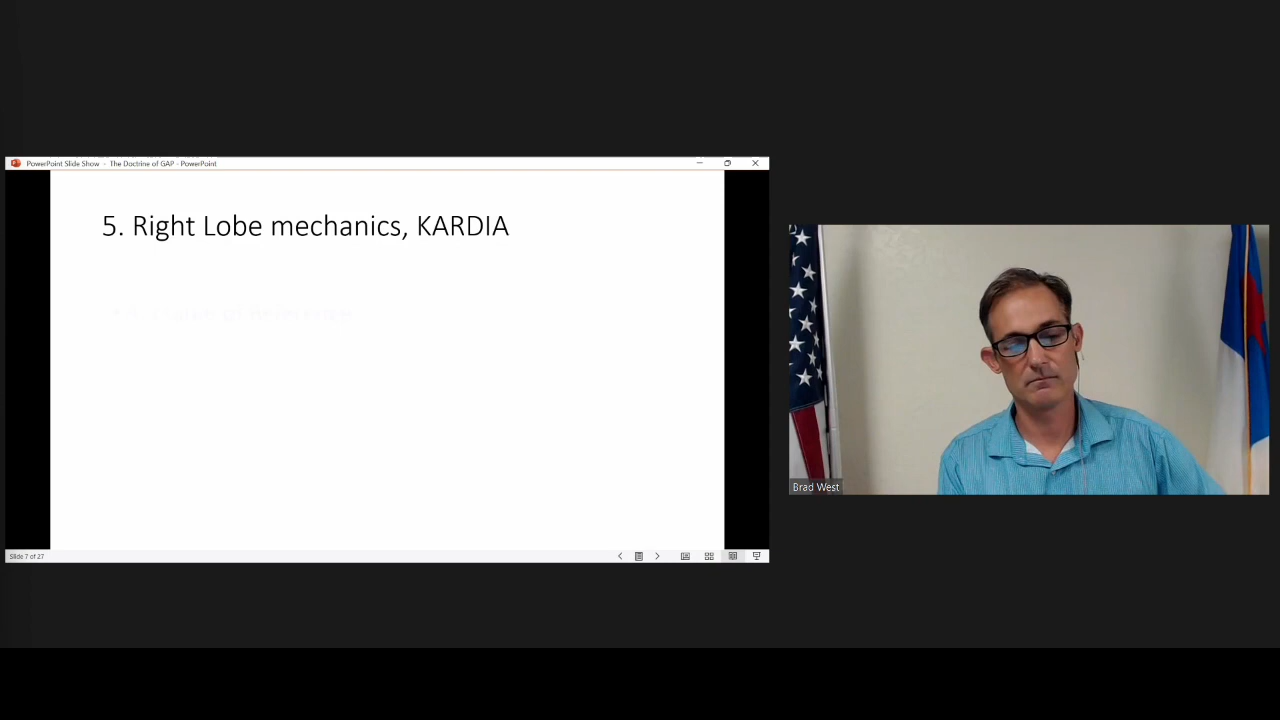 PowerPoint Slide Show - The Doctrine of GAP - PowerPoint
5. Right Lobe mechanics, KARDIA
Slide 7 of 27
Brad West